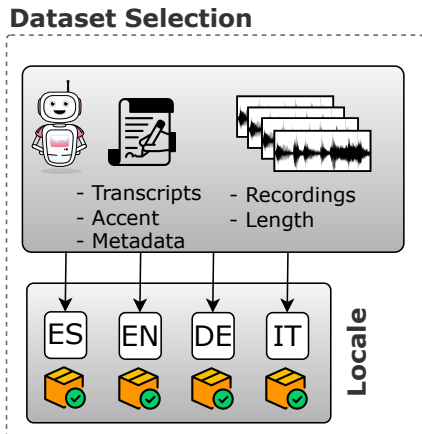 Dataset Selection
- Transcripts
- Accent
- Metadata
- Recordings
- Length
ES EN DE IT
Locale